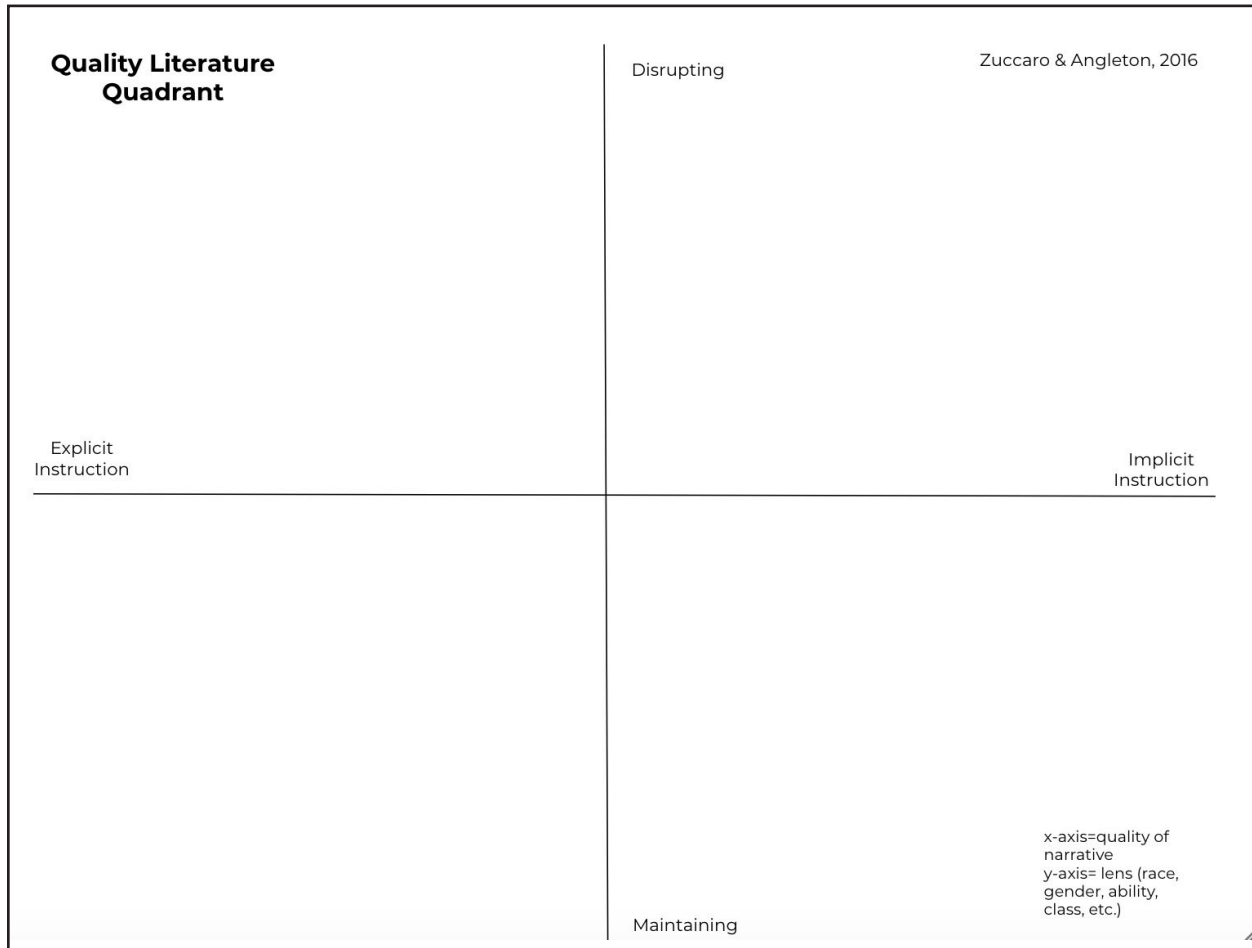 Quality Literature
Quadrant
Disrupting
Zuccaro & Angleton, 2016
Explicit
Instruction
Implicit
Instruction
x-axis=quality of
narrative
y-axis= lens (race,
gender, ability,
class, etc.)
Maintaining